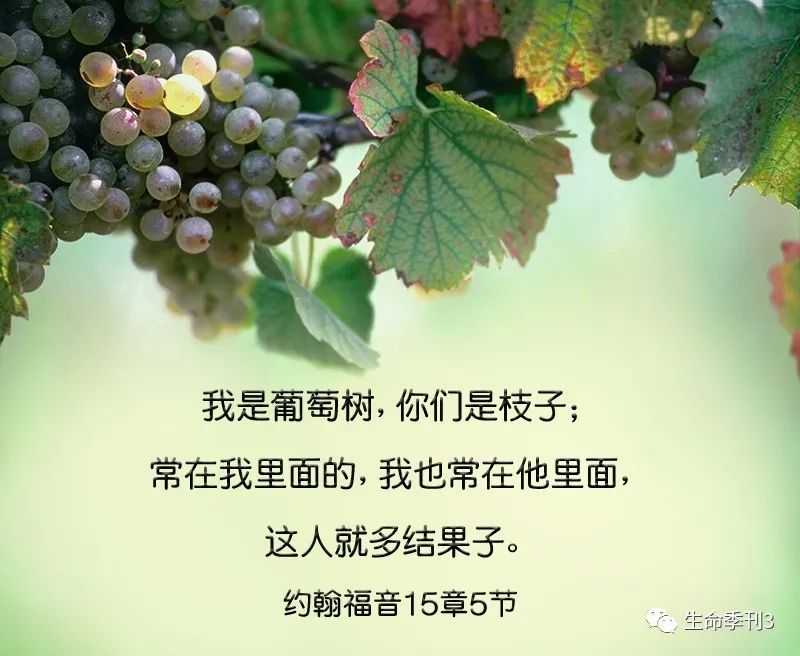 我是葡萄树，你们是枝子；
常在我里面的，我也常在他里面，
这人就多结果子。
约翰福音15章5节
生命季刊3